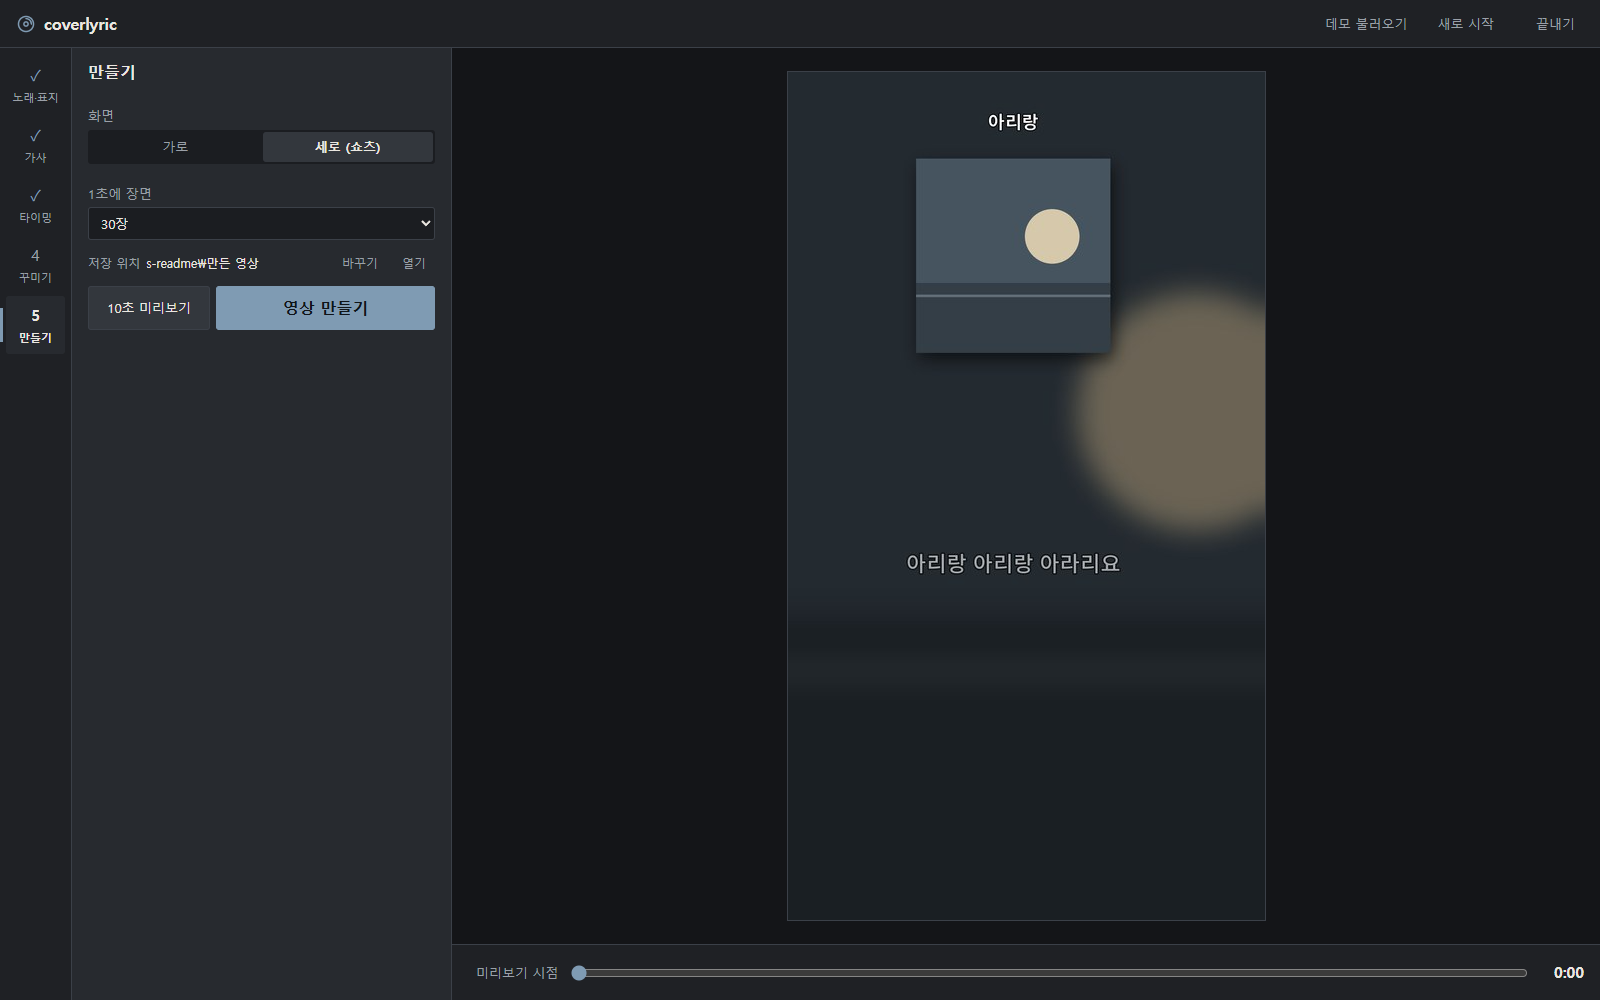 coverlyric
데모 불러오기 새로 시작 끝내기
✓
노래·표지
✓
가사
✓
타이밍
4
꾸미기
5
만들기
만들기
화면
가로 세로 (쇼츠)
1초에 장면
30장
저장 위치 s-readme₩만든 영상 바꾸기 열기
10초 미리보기 영상 만들기
아리랑
아리랑 아리랑 아라리요
미리보기 시점 0:00